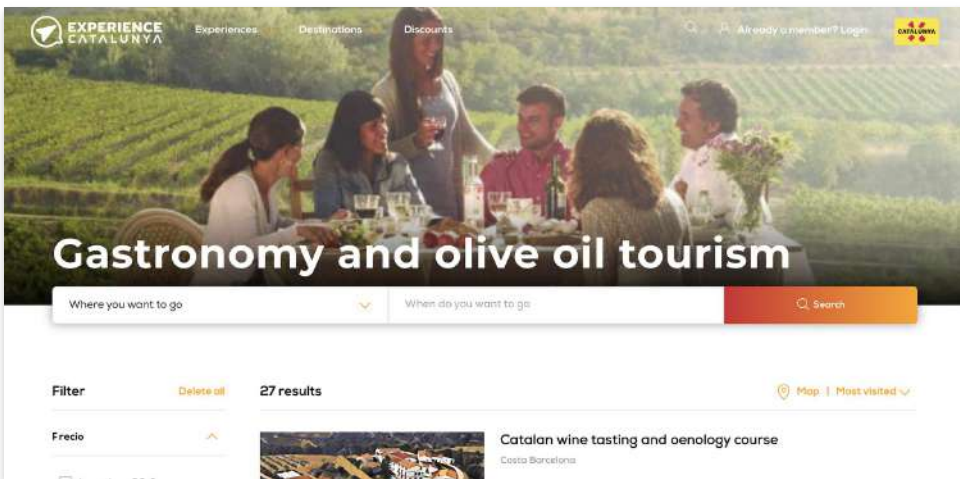 EXPERIENCE
CATALUNYA
Experiences Destinations Discounts
Already a member? Login
CATALUNYA
Gastronomy and olive oil tourism
Where you want to go
When do you want to go
Search
Filter
Delete all
27 results
Map | Most visited
Precio
Catalan wine tasting and oenology course
Costa Barcelona